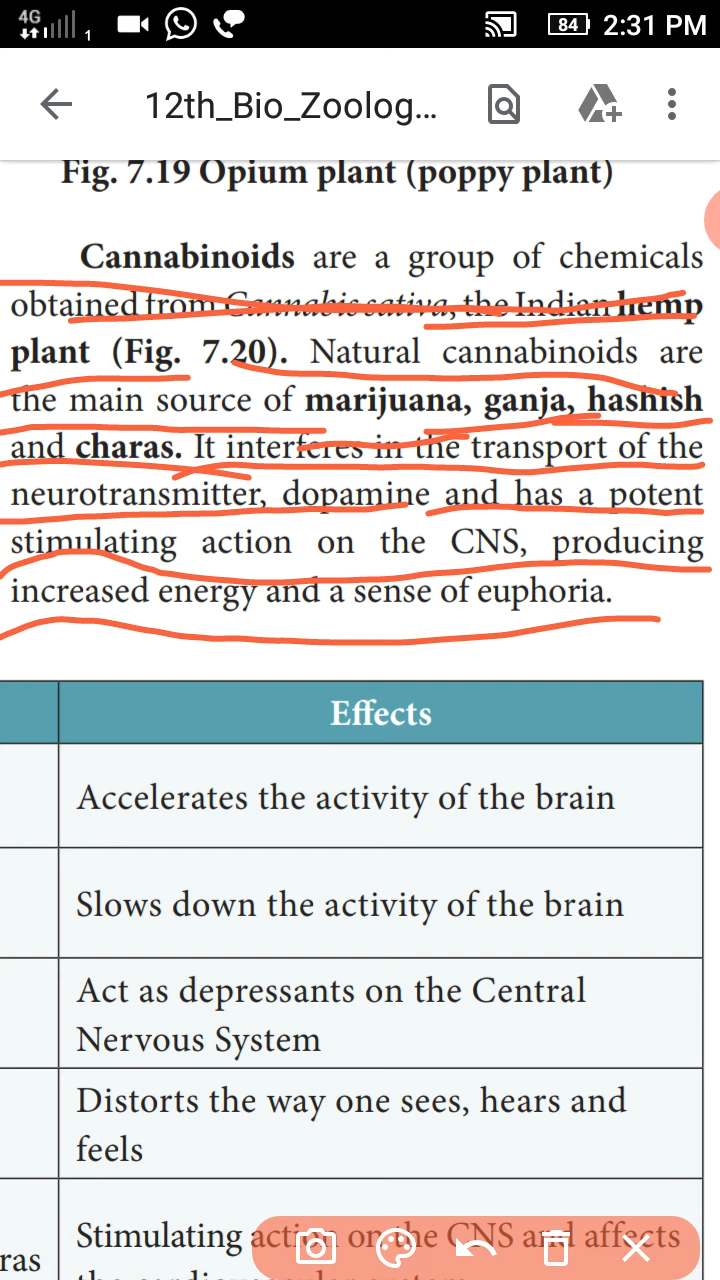 4G
1
84
2:31 PM
12th_Bio_Zoolog...
Fig. 7.19 Opium plant (poppy plant)
Cannabinoids are a group of chemicals
obtained from Cannabis sativa, the Indian hemp
plant (Fig. 7.20). Natural cannabinoids are
the main source of marijuana, ganja, hashish
and charas. It interferes in the transport of the
neurotransmitter, dopamine and has a potent
stimulating action on the CNS, producing
increased energy and a sense of euphoria.
Effects
Accelerates the activity of the brain
Slows down the activity of the brain
Act as depressants on the Central
Nervous System
Distorts the way one sees, hears and
feels
ras
Stimulating action on the CNS and affects